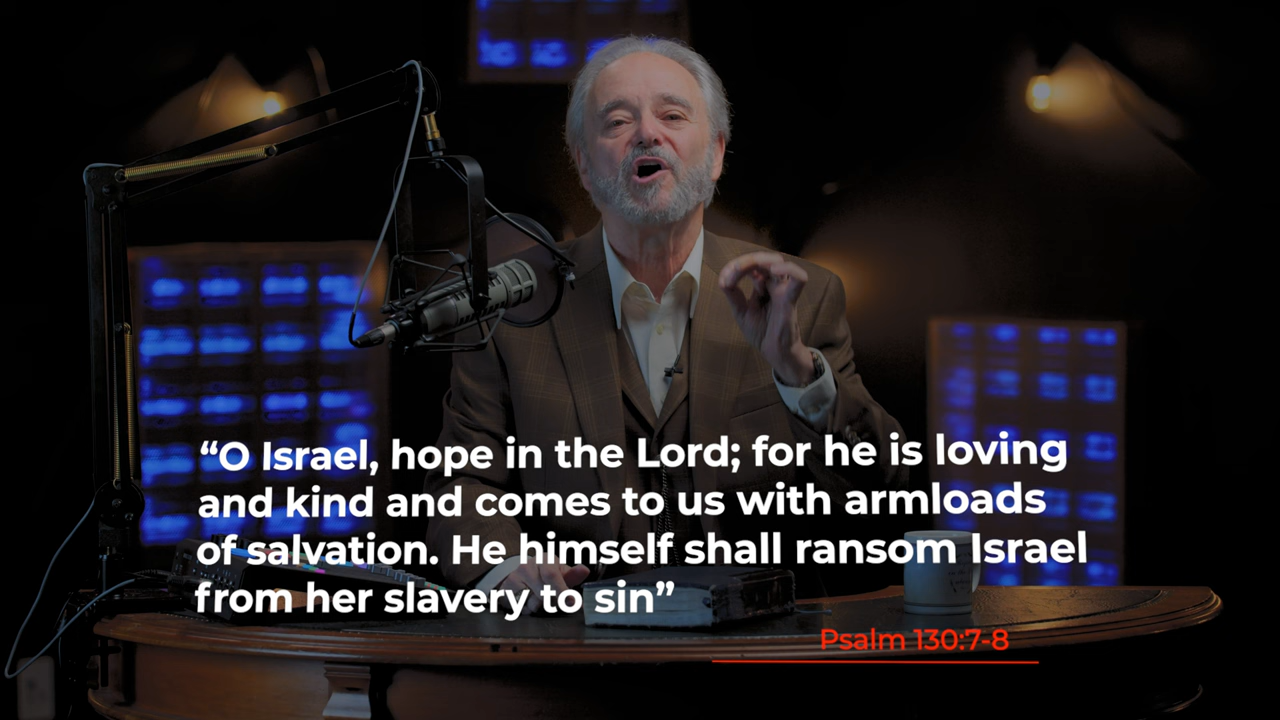 “O Israel, hope in the Lord; for he is loving
and kind and comes to us with armloads
of salvation. He himself shall ransom Israel
from her slavery to sin”
Psalm 130:7-8